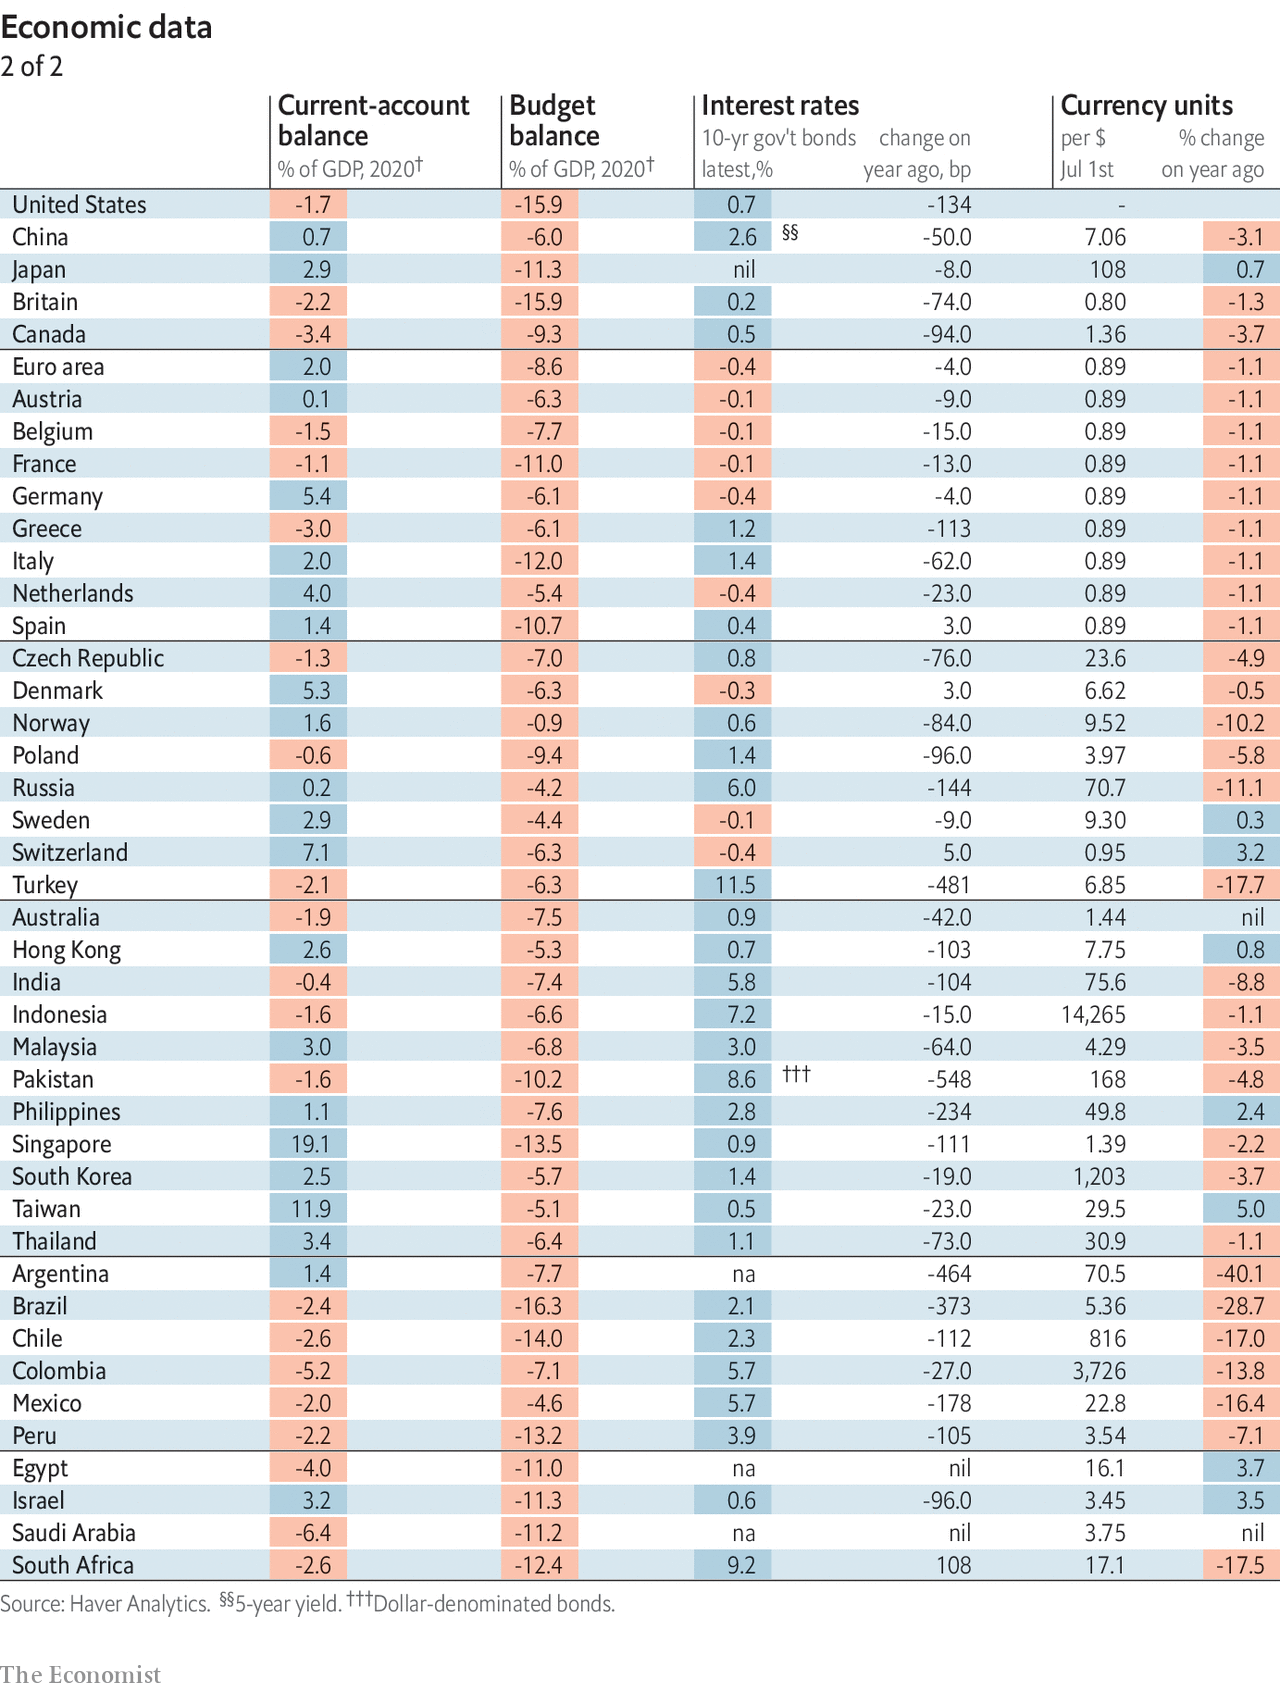 Economic data
2 of 2
Current-account balance Budget balance Interest rates Currency units
% of GDP, 2020† % of GDP, 2020† 10-yr gov't bonds latest,% change on year ago, bp per $ Jul 1st % change on year ago
United States -1.7 -15.9 0.7 -134 -
China 0.7 -6.0 2.6 §§ -50.0 7.06 -3.1
Japan 2.9 -11.3 nil -8.0 108 0.7
Britain -2.2 -15.9 0.2 -74.0 0.80 -1.3
Canada -3.4 -9.3 0.5 -94.0 1.36 -3.7
Euro area 2.0 -8.6 -0.4 -4.0 0.89 -1.1
Austria 0.1 -6.3 -0.1 -9.0 0.89 -1.1
Belgium -1.5 -7.7 -0.1 -15.0 0.89 -1.1
France -1.1 -11.0 -0.1 -13.0 0.89 -1.1
Germany 5.4 -6.1 -0.4 -4.0 0.89 -1.1
Greece -3.0 -6.1 1.2 -113 0.89 -1.1
Italy 2.0 -12.0 1.4 -62.0 0.89 -1.1
Netherlands 4.0 -5.4 -0.4 -23.0 0.89 -1.1
Spain 1.4 -10.7 0.4 3.0 0.89 -1.1
Czech Republic -1.3 -7.0 0.8 -76.0 23.6 -4.9
Denmark 5.3 -6.3 -0.3 3.0 6.62 -0.5
Norway 1.6 -0.9 0.6 -84.0 9.52 -10.2
Poland -0.6 -9.4 1.4 -96.0 3.97 -5.8
Russia 0.2 -4.2 6.0 -144 70.7 -11.1
Sweden 2.9 -4.4 -0.1 -9.0 9.30 0.3
Switzerland 7.1 -6.3 -0.4 5.0 0.95 3.2
Turkey -2.1 -6.3 11.5 -481 6.85 -17.7
Australia -1.9 -7.5 0.9 -42.0 1.44 nil
Hong Kong 2.6 -5.3 0.7 -103 7.75 0.8
India -0.4 -7.4 5.8 -104 75.6 -8.8
Indonesia -1.6 -6.6 7.2 -15.0 14,265 -1.1
Malaysia 3.0 -6.8 3.0 -64.0 4.29 -3.5
Pakistan -1.6 -10.2 8.6 ††† -548 168 -4.8
Philippines 1.1 -7.6 2.8 -234 49.8 2.4
Singapore 19.1 -13.5 0.9 -111 1.39 -2.2
South Korea 2.5 -5.7 1.4 -19.0 1,203 -3.7
Taiwan 11.9 -5.1 0.5 -23.0 29.5 5.0
Thailand 3.4 -6.4 1.1 -73.0 30.9 -1.1
Argentina 1.4 -7.7 na -464 70.5 -40.1
Brazil -2.4 -16.3 2.1 -373 5.36 -28.7
Chile -2.6 -14.0 2.3 -112 816 -17.0
Colombia -5.2 -7.1 5.7 -27.0 3,726 -13.8
Mexico -2.0 -4.6 5.7 -178 22.8 -16.4
Peru -2.2 -13.2 3.9 -105 3.54 -7.1
Egypt -4.0 -11.0 na nil 16.1 3.7
Israel 3.2 -11.3 0.6 -96.0 3.45 3.5
Saudi Arabia -6.4 -11.2 na nil 3.75 nil
South Africa -2.6 -12.4 9.2 108 17.1 -17.5
Source: Haver Analytics. §§5-year yield. †††Dollar-denominated bonds.
The Economist